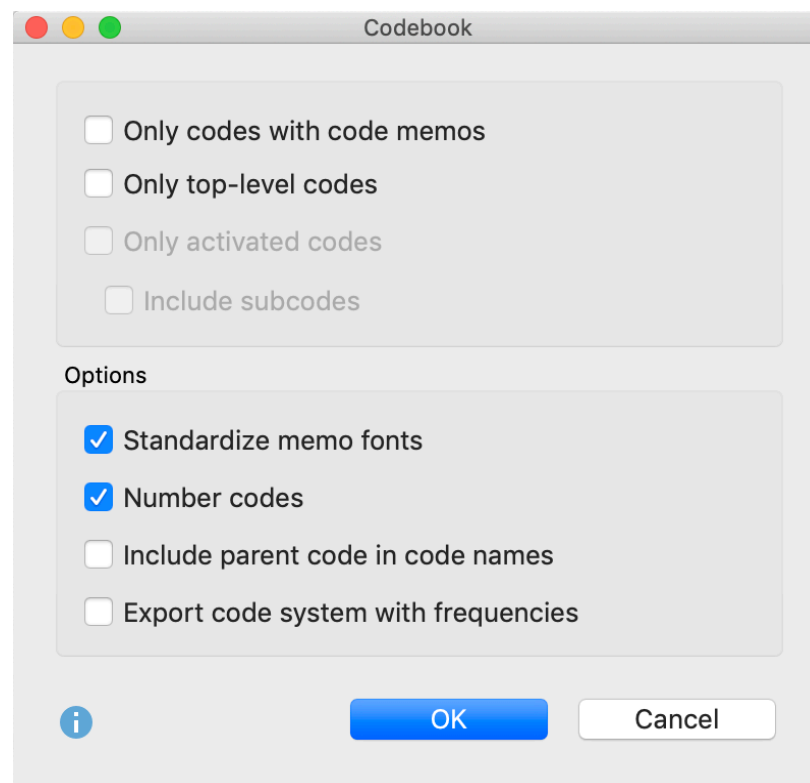 Codebook
Only codes with code memos
Only top-level codes
Only activated codes
Include subcodes
Options
Standardize memo fonts
Number codes
Include parent code in code names
Export code system with frequencies
OK
Cancel